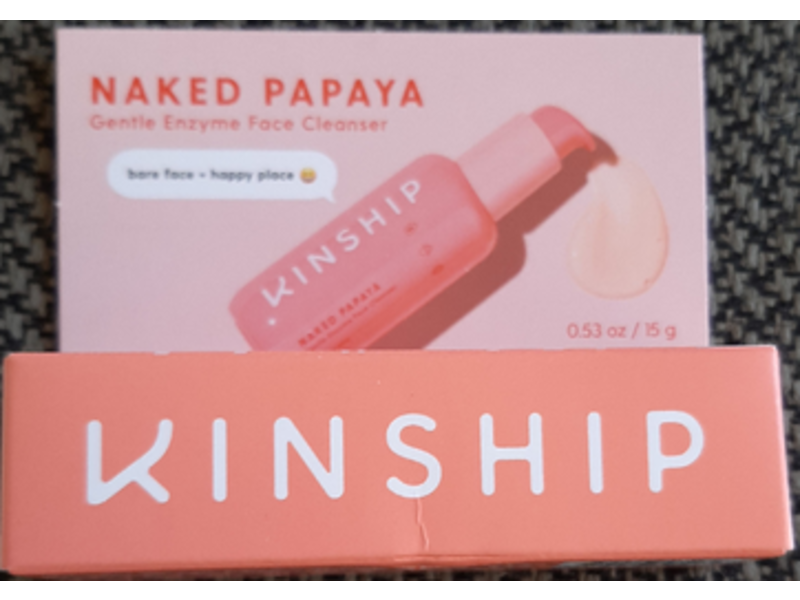 NAKED PAPAYA
Gentle Enzyme Face Cleanser
bare face = happy place 😄
KINSHIP
NAKED PAPAYA
0.53 oz / 15 g
KINSHIP